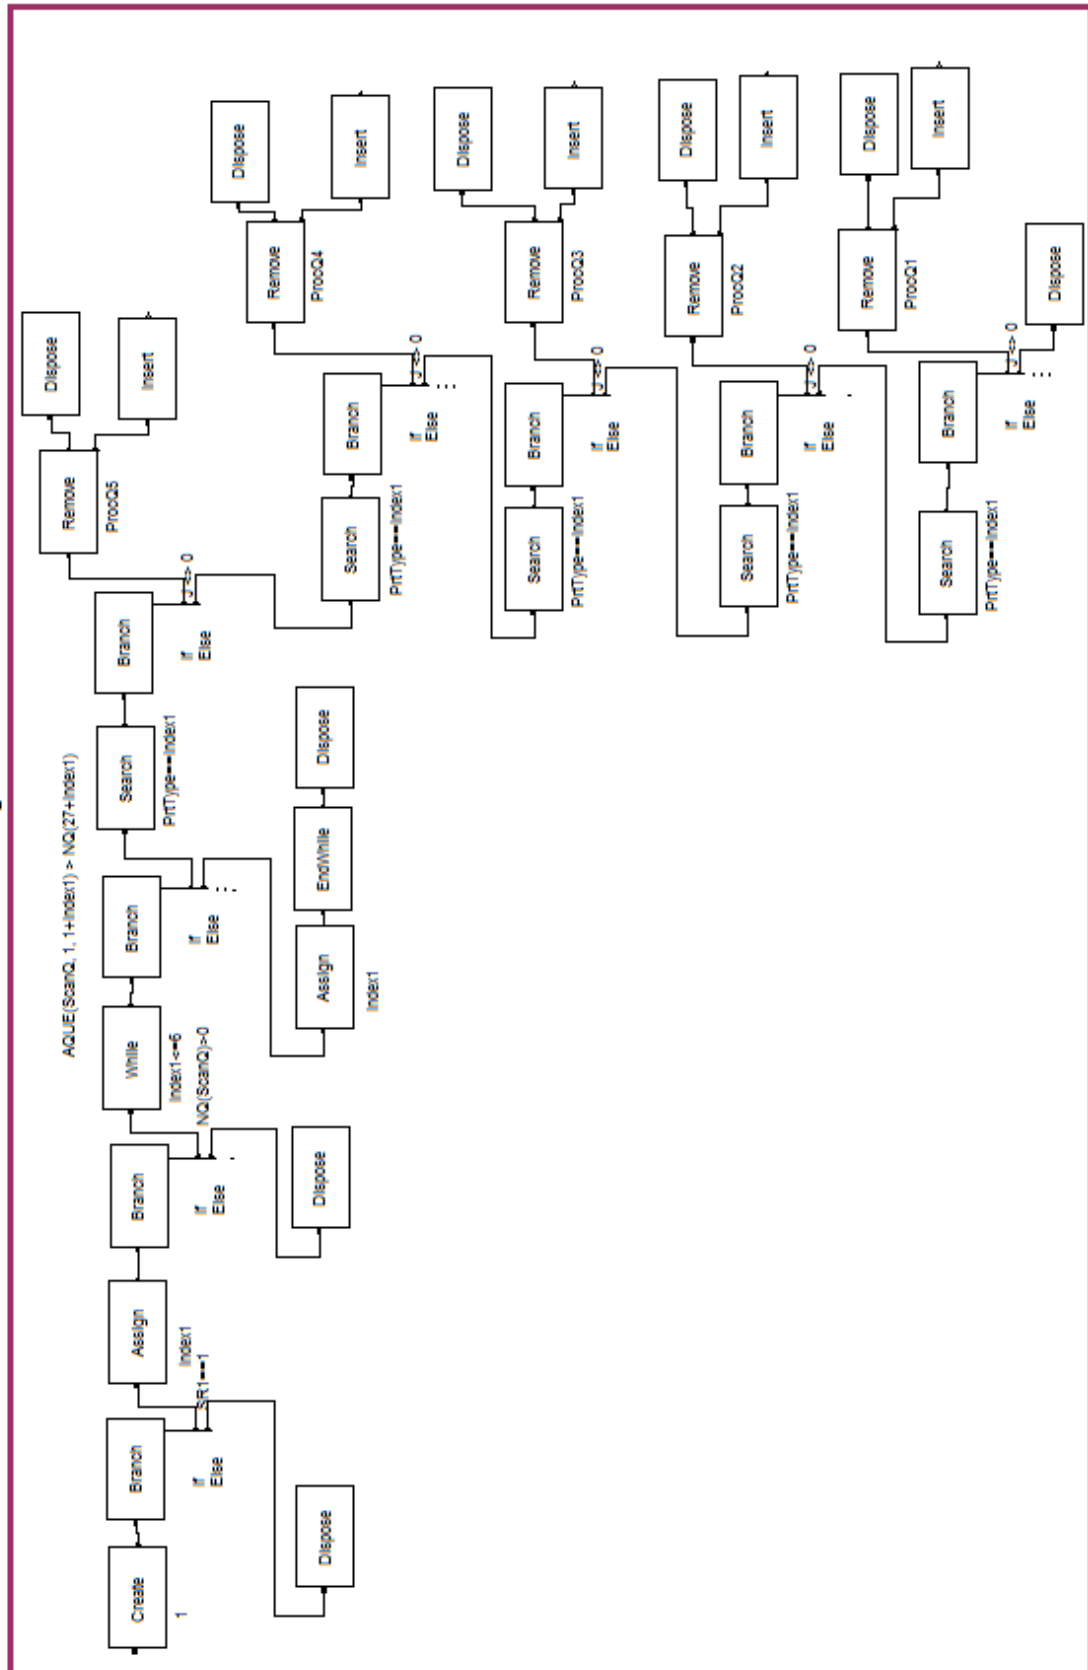 Create
1
Branch
If
Else
SR1==1
Dispose
Assign
Index1
Branch
If
Else
NQ(ScanQ)>0
Dispose
While
Index1<=6
Branch
If
Else
AQUE(ScanQ, 1, 1+Index1) > NQ(27+Index1)
Assign
Index1
EndWhile
Dispose
Search
PrtType==Index1
Branch
If
Else
J <> 0
Remove
ProcQ5
Dispose
Insert
Search
PrtType==Index1
Branch
If
Else
J <> 0
Remove
ProcQ4
Dispose
Insert
Search
PrtType==Index1
Branch
If
Else
J <> 0
Remove
ProcQ3
Dispose
Insert
Search
PrtType==Index1
Branch
If
Else
J <> 0
Remove
ProcQ2
Dispose
Insert
Search
PrtType==Index1
Branch
If
Else
J <> 0
Remove
ProcQ1
Dispose
Insert
Dispose